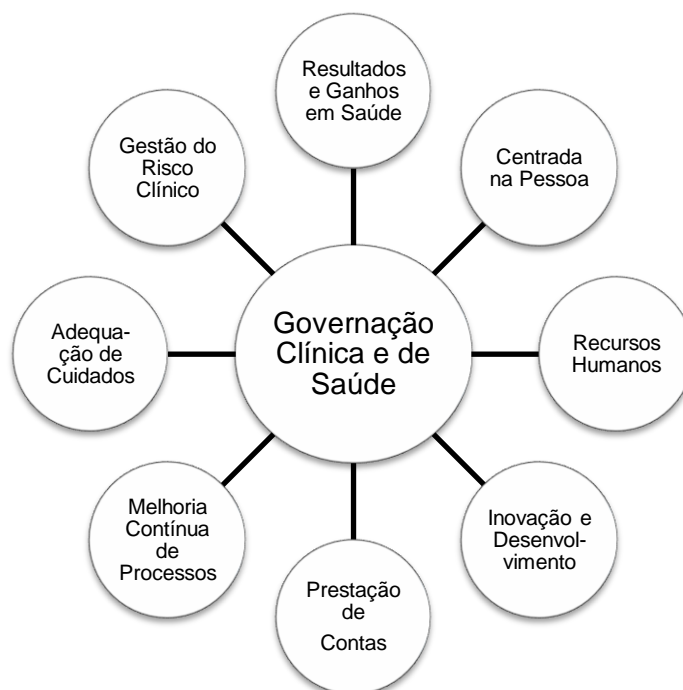 Resultados
e Ganhos
em Saúde
Gestão do
Risco
Clínico
Centrada
na Pessoa
Governação
Clínica e de
Saúde
Adequa-
ção de
Cuidados
Recursos
Humanos
Melhoria
Contínua
de
Processos
Inovação e
Desenvol-
vimento
Prestação
de
Contas